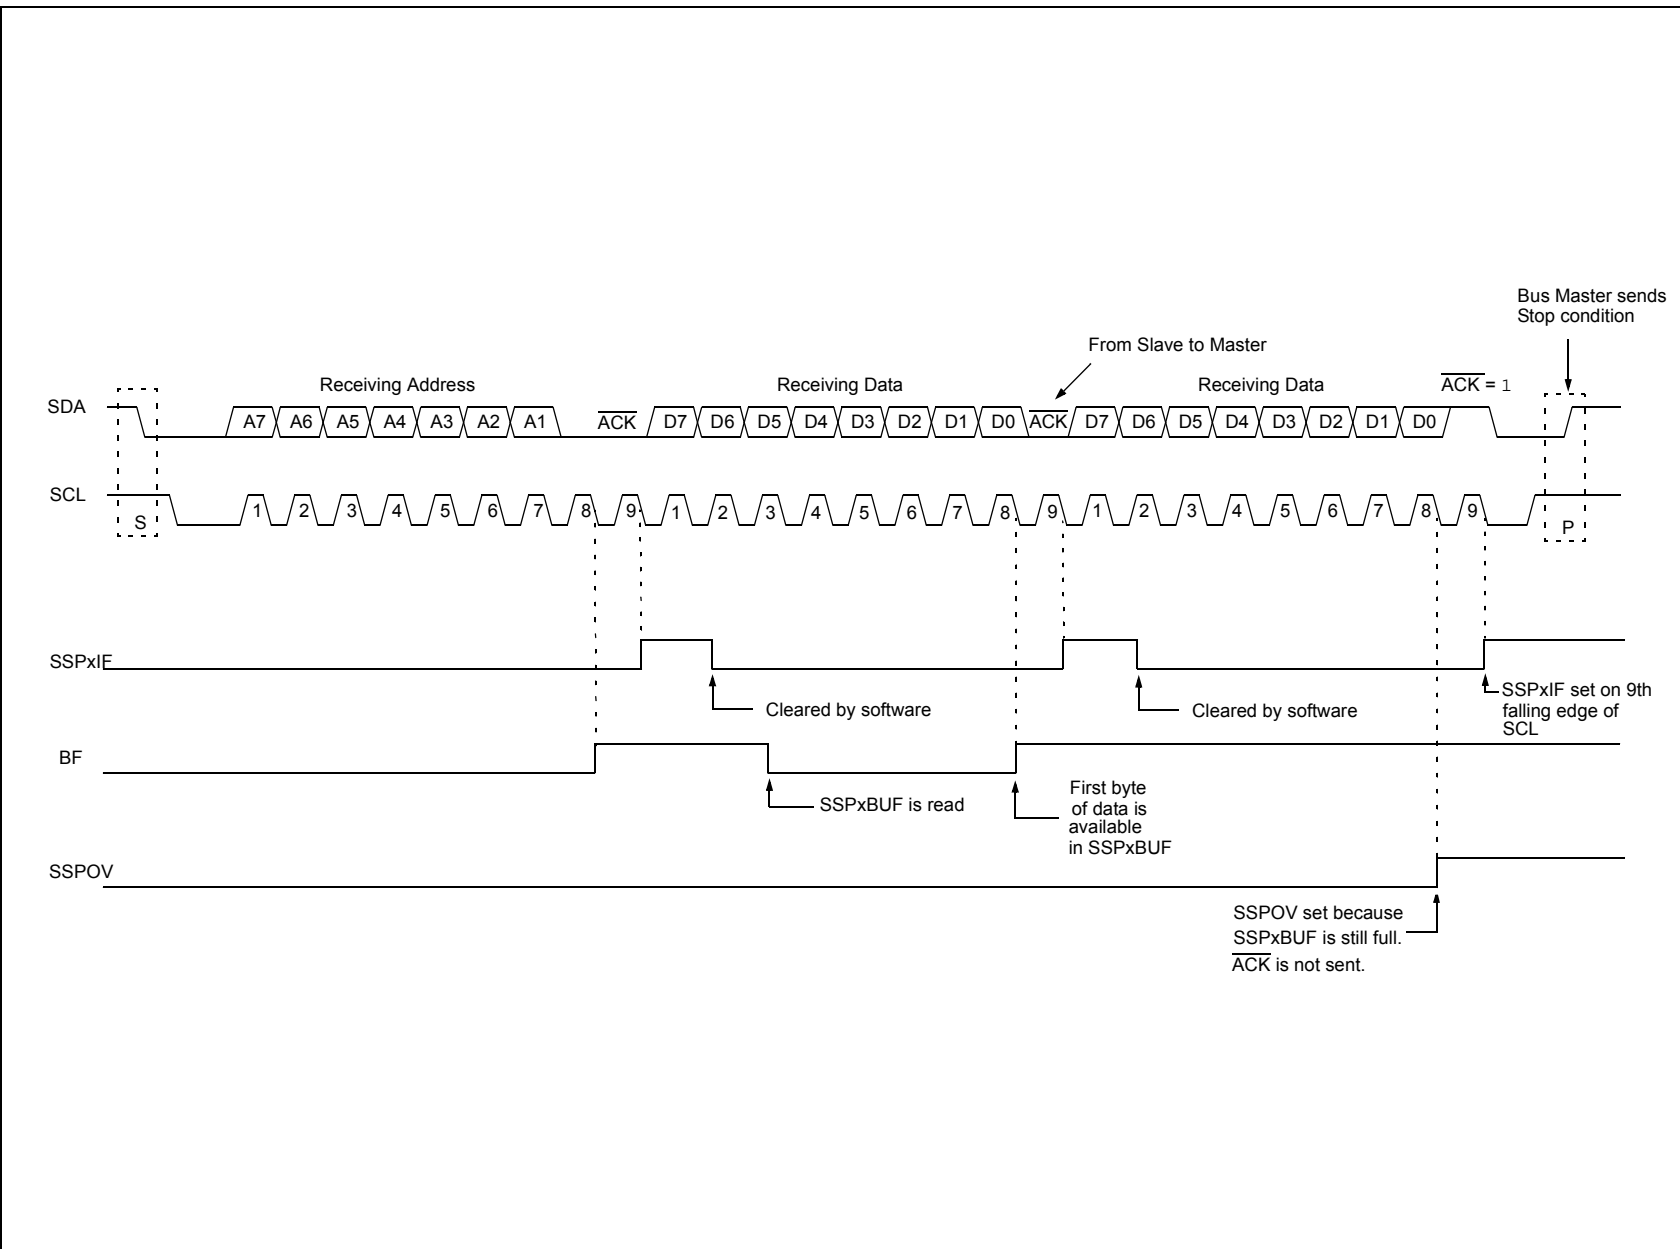 Bus Master sends
Stop condition
From Slave to Master
Receiving Address
Receiving Data
Receiving Data
ACK = 1
SDA
A7 A6 A5 A4 A3 A2 A1 ACK D7 D6 D5 D4 D3 D2 D1 D0 ACK D7 D6 D5 D4 D3 D2 D1 D0
SCL
S
1 2 3 4 5 6 7 8 9 1 2 3 4 5 6 7 8 9 1 2 3 4 5 6 7 8 9
P
SSPxIF
Cleared by software
Cleared by software
SSPxIF set on 9th
falling edge of
SCL
BF
SSPxBUF is read
First byte
of data is
available
in SSPxBUF
SSPOV
SSPOV set because
SSPxBUF is still full.
ACK is not sent.